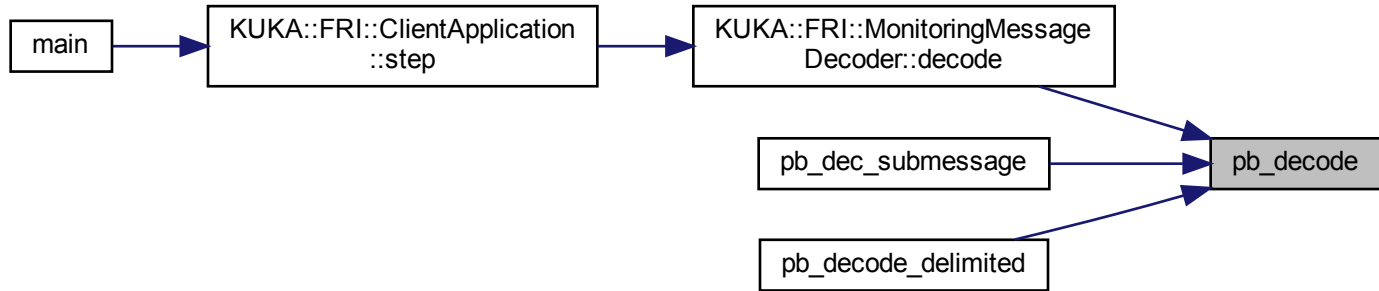 main
KUKA::FRI::ClientApplication
::step
KUKA::FRI::MonitoringMessage
Decoder::decode
pb_dec_submessage
pb_decode
pb_decode_delimited